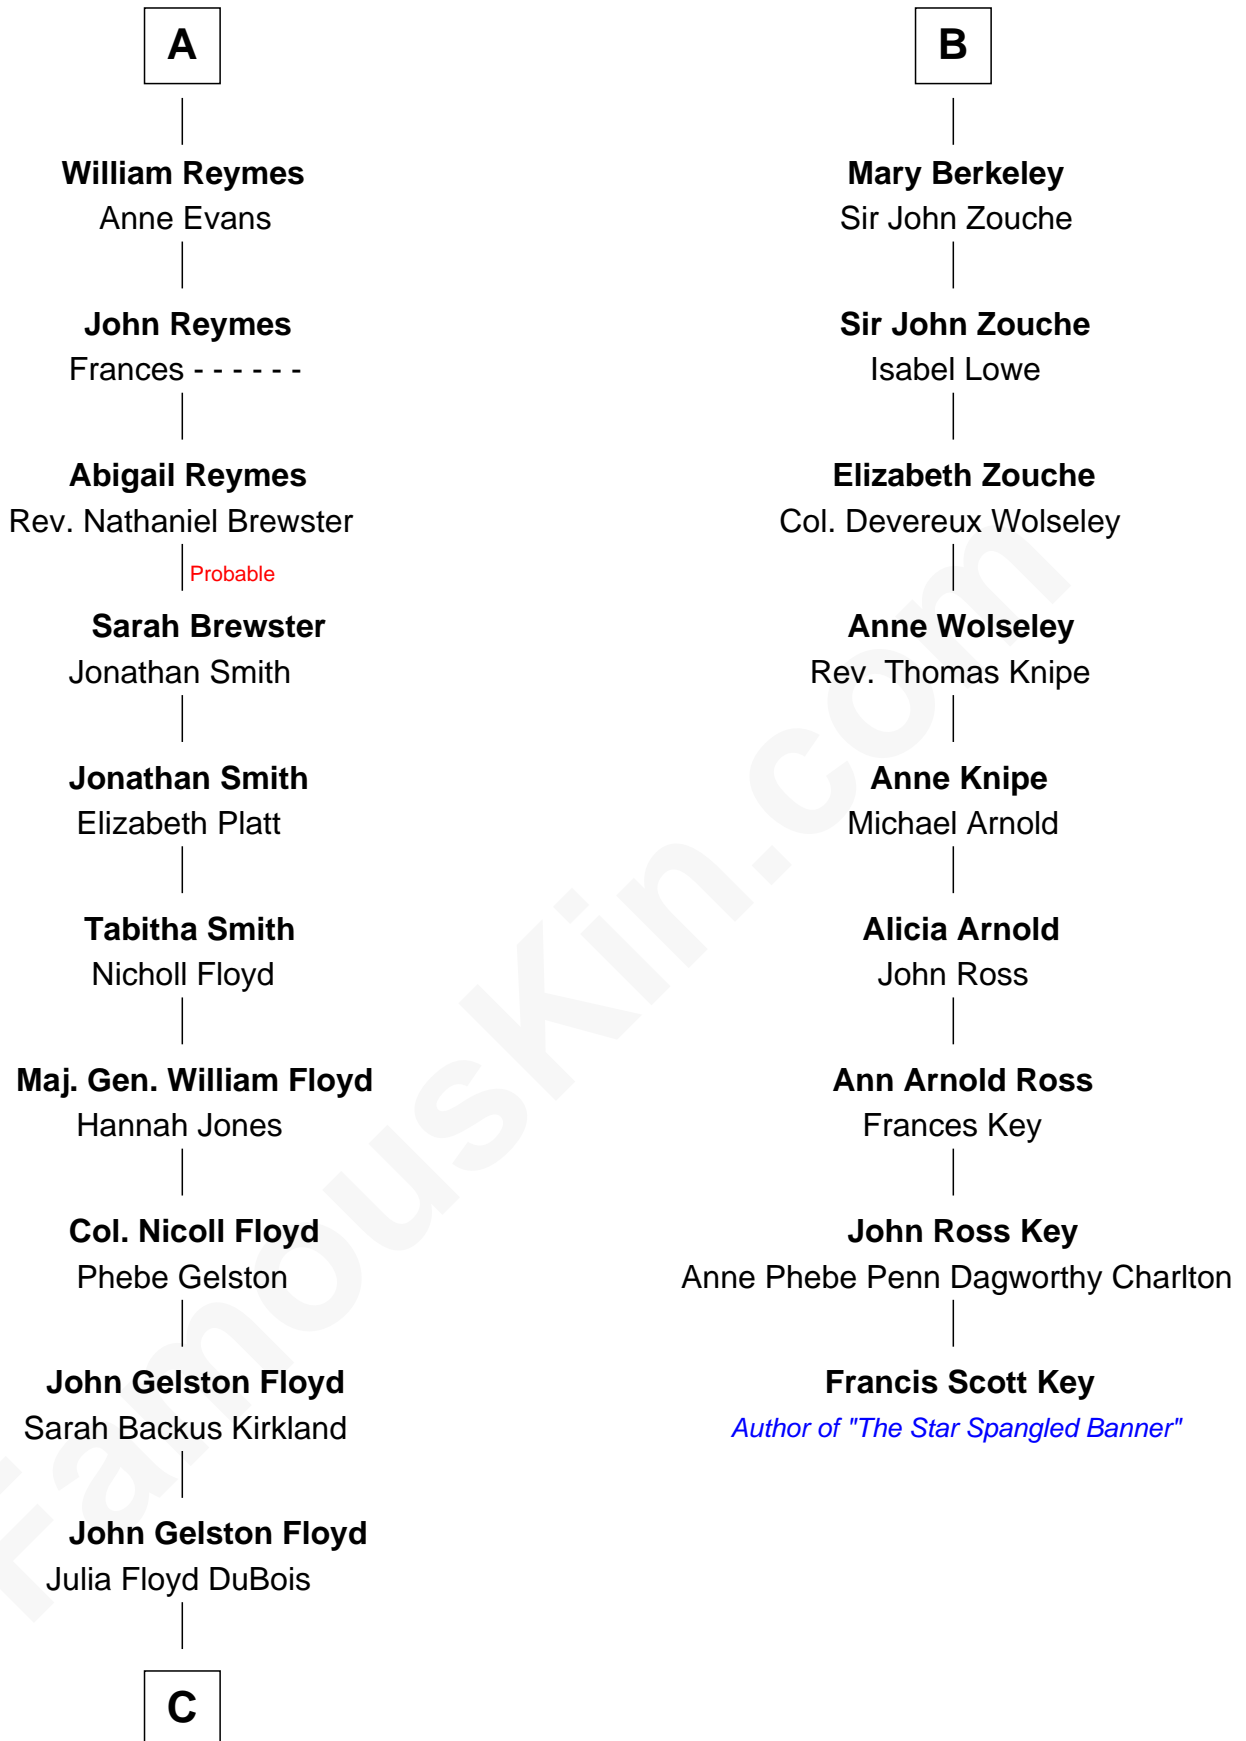 A
William Reymes
Anne Evans
John Reymes
Frances - - - - - -
Abigail Reymes
Rev. Nathaniel Brewster
Probable
Sarah Brewster
Jonathan Smith
Jonathan Smith
Elizabeth Platt
Tabitha Smith
Nicholl Floyd
Maj. Gen. William Floyd
Hannah Jones
Col. Nicoll Floyd
Phebe Gelston
John Gelston Floyd
Sarah Backus Kirkland
John Gelston Floyd
Julia Floyd DuBois
C
B
Mary Berkeley
Sir John Zouche
Sir John Zouche
Isabel Lowe
Elizabeth Zouche
Col. Devereux Wolseley
Anne Wolseley
Rev. Thomas Knipe
Anne Knipe
Michael Arnold
Alicia Arnold
John Ross
Ann Arnold Ross
Frances Key
John Ross Key
Anne Phebe Penn Dagworthy Charlton
Francis Scott Key
Author of "The Star Spangled Banner"
FamousKin.com